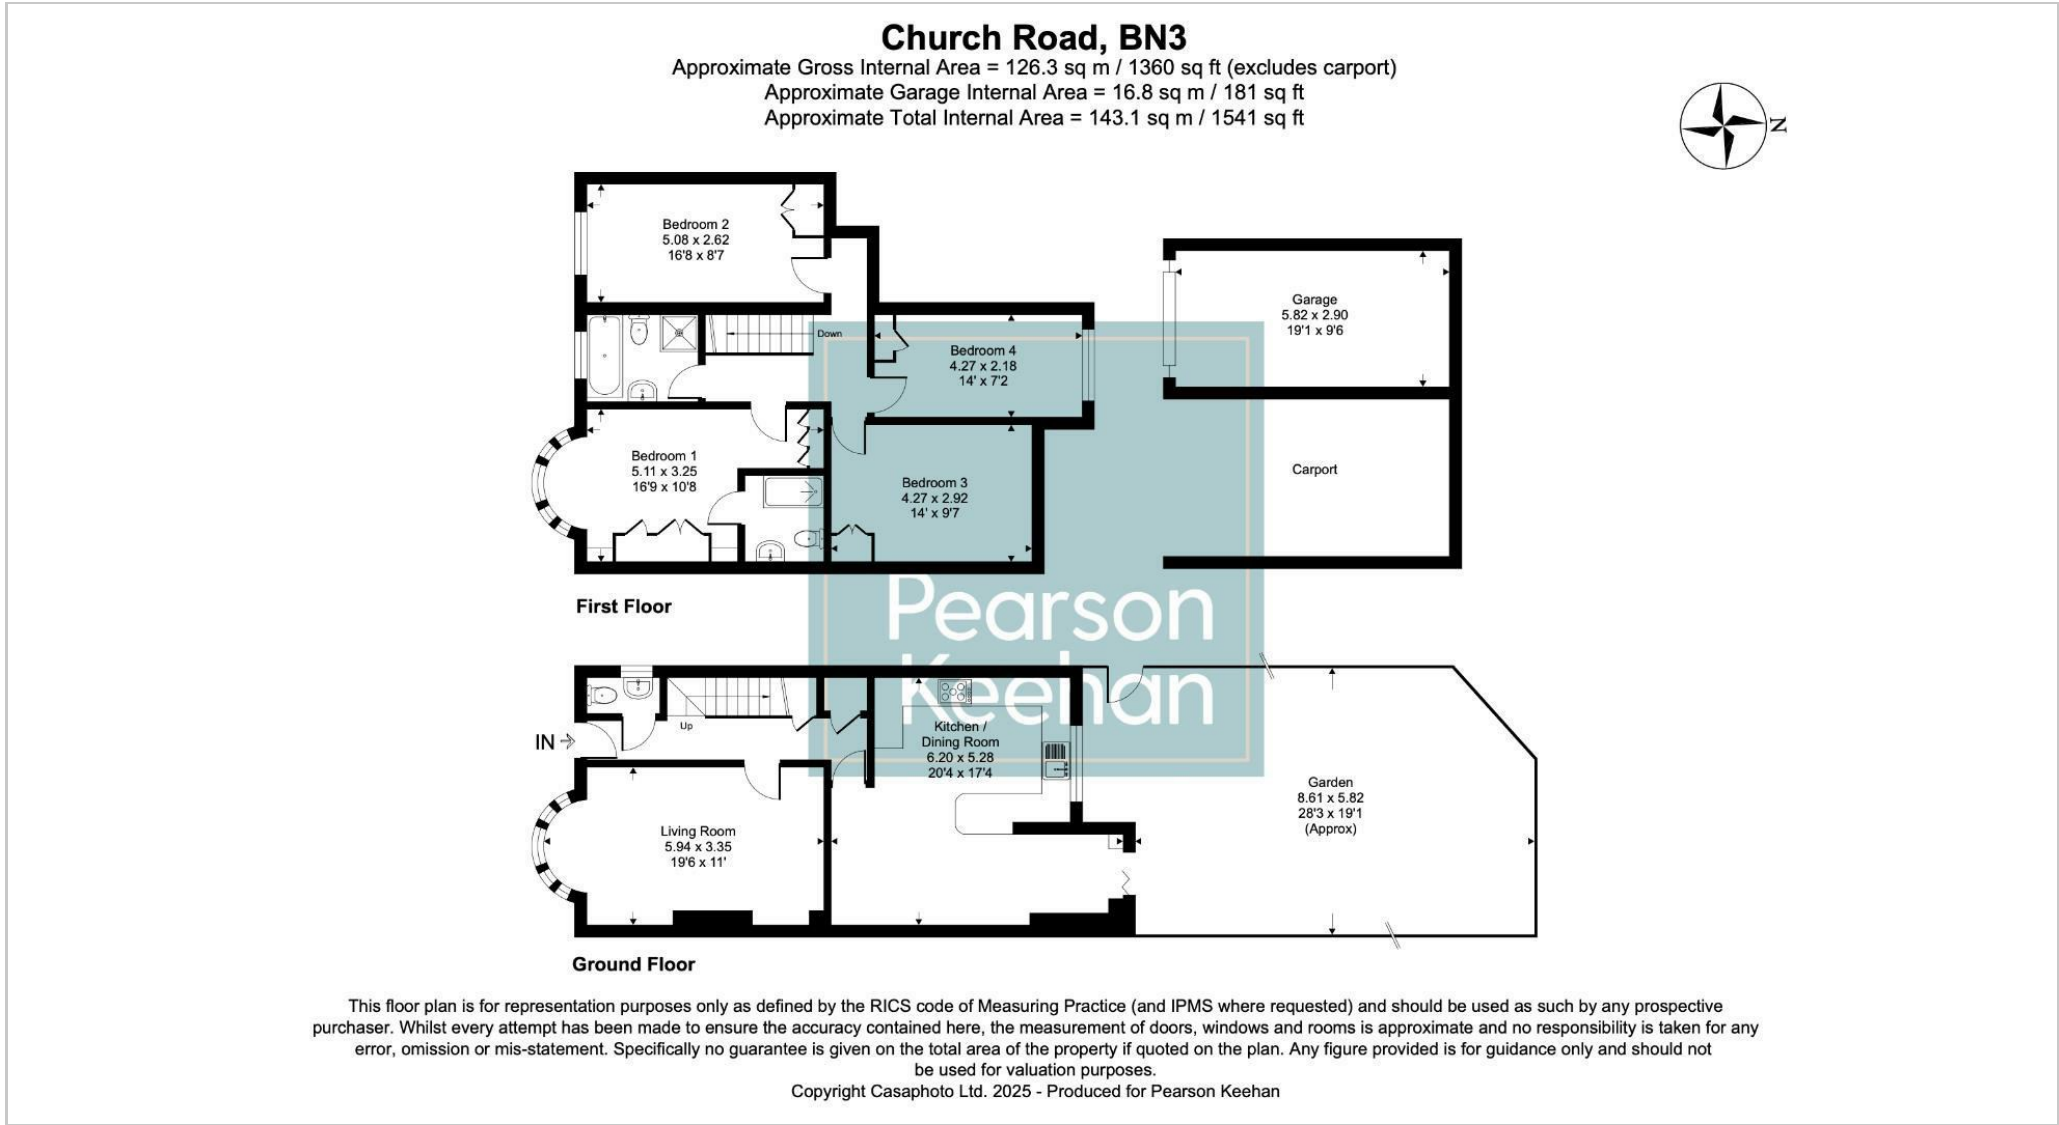 Church Road, BN3
Approximate Gross Internal Area = 126.3 sq m / 1360 sq ft (excludes carport)
Approximate Garage Internal Area = 16.8 sq m / 181 sq ft
Approximate Total Internal Area = 143.1 sq m / 1541 sq ft
N
Bedroom 2
5.08 x 2.62
16'8 x 8'7
Down
Bedroom 4
4.27 x 2.18
14' x 7'2
Garage
5.82 x 2.90
19'1 x 9'6
Bedroom 1
5.11 x 3.25
16'9 x 10'8
Bedroom 3
4.27 x 2.92
14' x 9'7
Carport
First Floor
Pearson
Keehan
IN
Up
Kitchen /
Dining Room
6.20 x 5.28
20'4 x 17'4
Living Room
5.94 x 3.35
19'6 x 11'
Garden
8.61 x 5.82
28'3 x 19'1
(Approx)
Ground Floor
This floor plan is for representation purposes only as defined by the RICS code of Measuring Practice (and IPMS where requested) and should be used as such by any prospective
purchaser. Whilst every attempt has been made to ensure the accuracy contained here, the measurement of doors, windows and rooms is approximate and no responsibility is taken for any
error, omission or mis-statement. Specifically no guarantee is given on the total area of the property if quoted on the plan. Any figure provided is for guidance only and should not
be used for valuation purposes.
Copyright Casaphoto Ltd. 2025 - Produced for Pearson Keehan